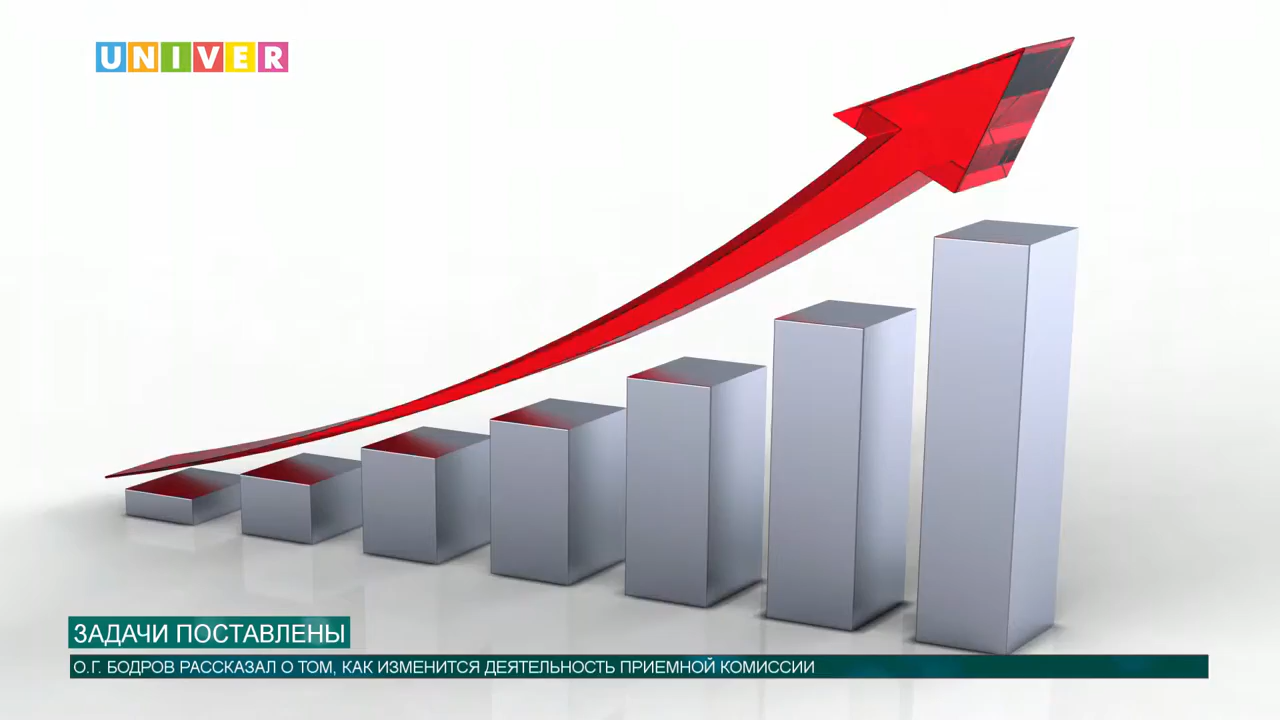 UNIVER
ЗАДАЧИ ПОСТАВЛЕНЫ
О.Г. БОДРОВ РАССКАЗАЛ О ТОМ, КАК ИЗМЕНИТСЯ ДЕЯТЕЛЬНОСТЬ ПРИЕМНОЙ КОМИССИИ